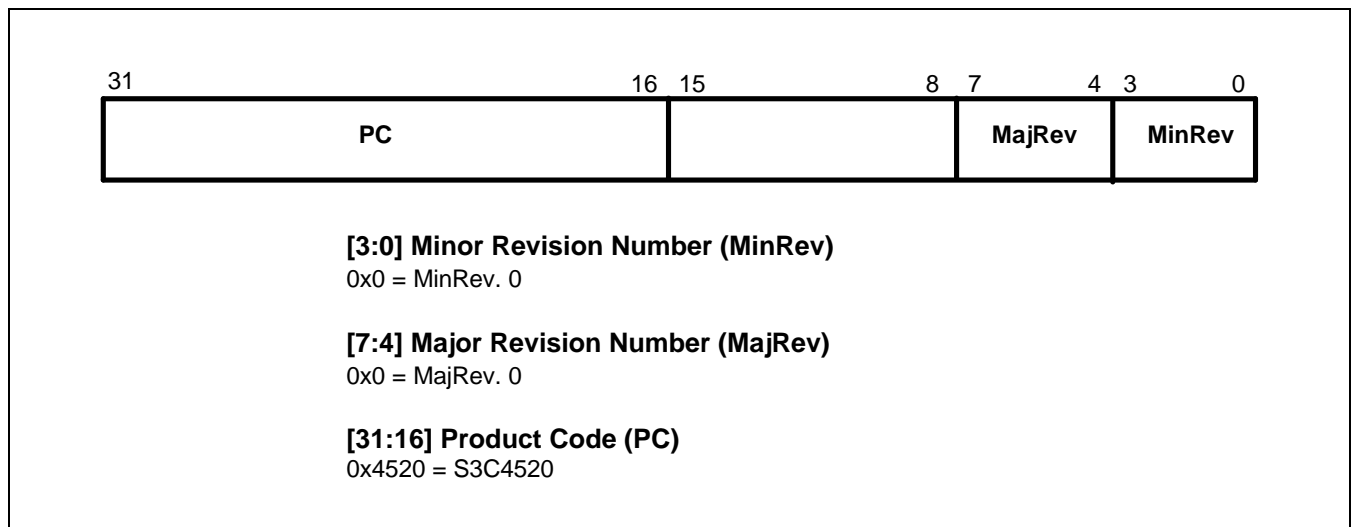 31 16 15 8 7 4 3 0
PC MajRev MinRev
[3:0] Minor Revision Number (MinRev)
0x0 = MinRev. 0
[7:4] Major Revision Number (MajRev)
0x0 = MajRev. 0
[31:16] Product Code (PC)
0x4520 = S3C4520